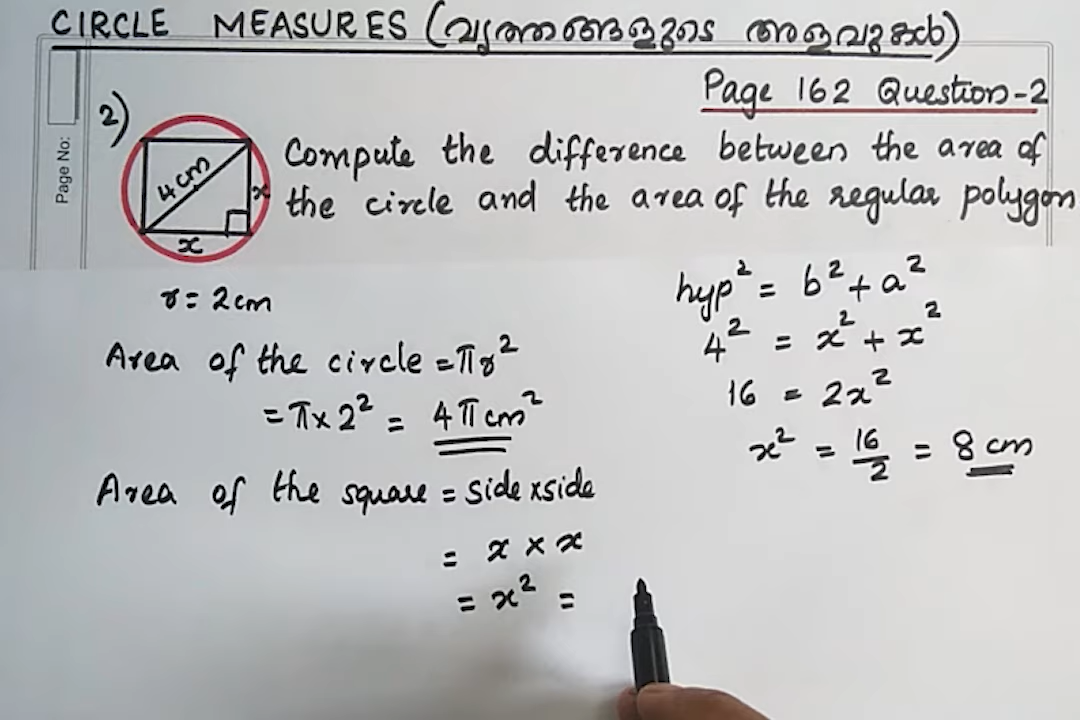 CIRCLE MEASURES (വൃത്തങ്ങളുടെ അളവുകൾ)
Page 162 Question-2
Page No:
2)
4cm
x
x
Compute the difference between the area of
the circle and the area of the regular polygon
r = 2cm
Area of the circle = πr²
= π×2² = 4πcm²
Area of the square = side×side
= x × x
= x² =
hyp² = b² + a²
4² = x² + x²
16 = 2x²
x² = 16/2 = 8 cm